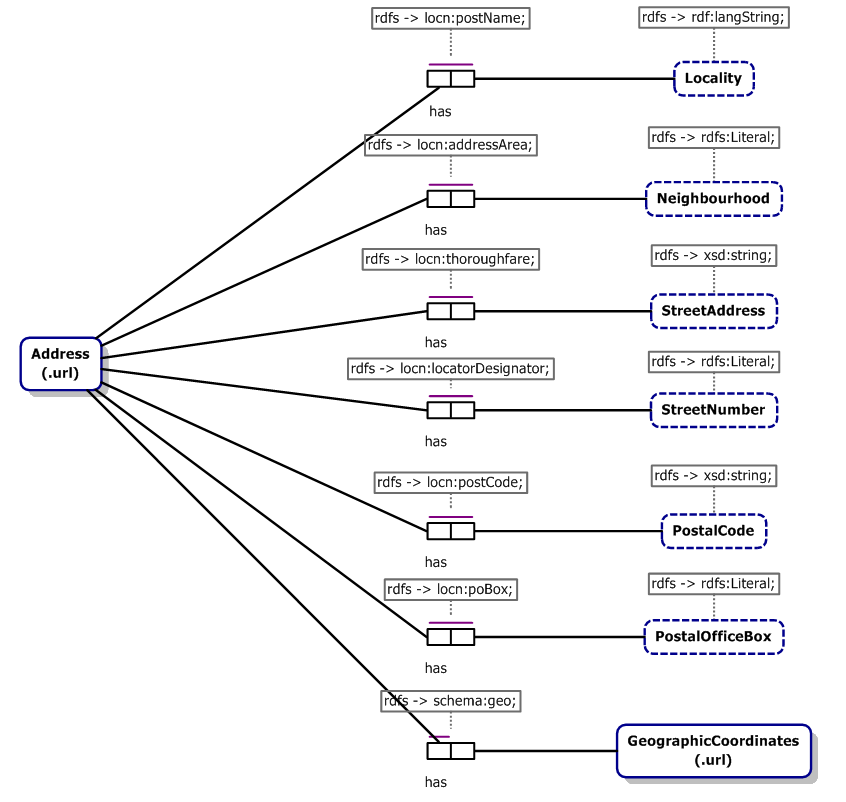 rdfs -> locn:postName;
rdfs -> rdf:langString;
Locality
has
rdfs -> locn:addressArea;
rdfs -> rdfs:Literal;
Neighbourhood
has
rdfs -> locn:thoroughfare;
rdfs -> xsd:string;
StreetAddress
has
Address
(.url)
rdfs -> locn:locatorDesignator;
rdfs -> rdfs:Literal;
StreetNumber
has
rdfs -> locn:postCode;
rdfs -> xsd:string;
PostalCode
has
rdfs -> locn:poBox;
rdfs -> rdfs:Literal;
PostalOfficeBox
has
rdfs -> schema:geo;
GeographicCoordinates
(.url)
has